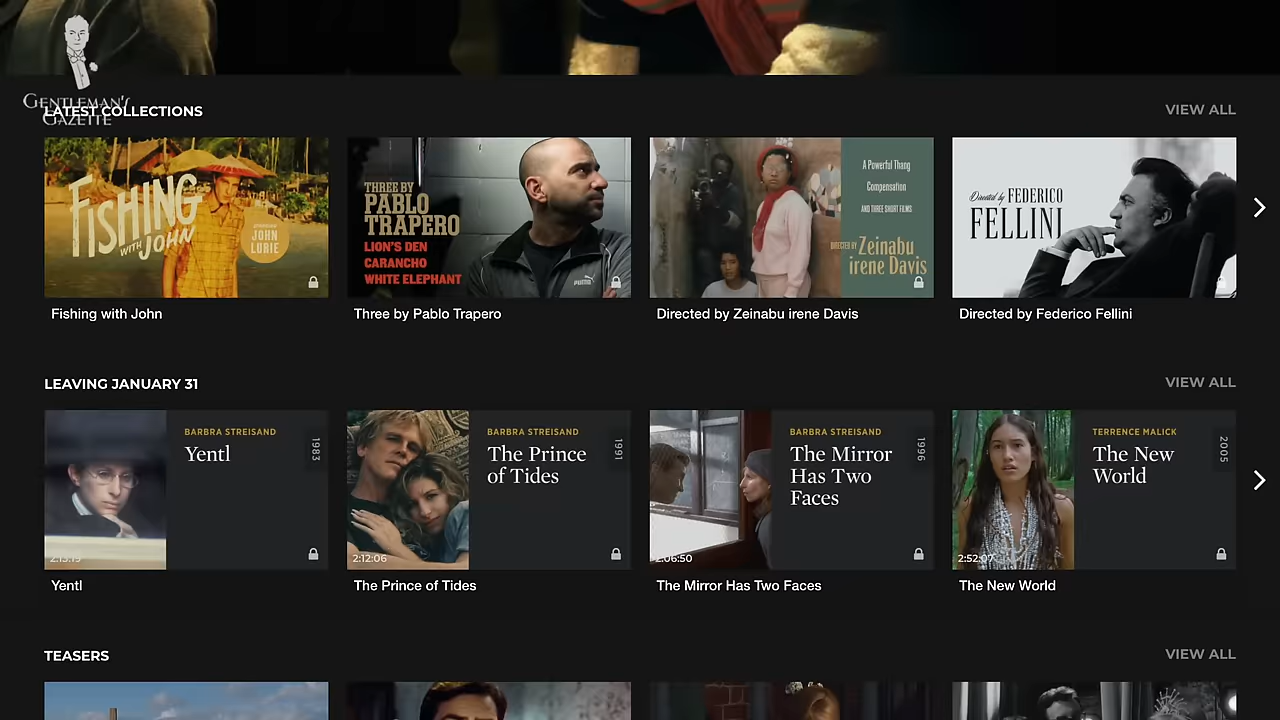 GENTLEMAN'S
GAZETTE
LATEST COLLECTIONS
VIEW ALL
FISHING
WITH JOHN
JOHN
LURIE
THREE BY
PABLO
TRAPERO
LION'S DEN
CARANCHO
WHITE ELEPHANT
PUMA
A Powerful Thang
Compensation
AND THREE SHORT FILMS
DIRECTED BY Zeinabu
irene Davis
Directed by FEDERICO
FELLINI
Fishing with John
Three by Pablo Trapero
Directed by Zeinabu irene Davis
Directed by Federico Fellini
LEAVING JANUARY 31
VIEW ALL
BARBRA STREISAND
Yentl
1983
BARBRA STREISAND
The Prince
of Tides
1991
2:12:06
BARBRA STREISAND
The Mirror
Has Two
Faces
1996
2:06:50
TERRENCE MALICK
The New
World
2005
2:52:07
Yentl
The Prince of Tides
The Mirror Has Two Faces
The New World
TEASERS
VIEW ALL